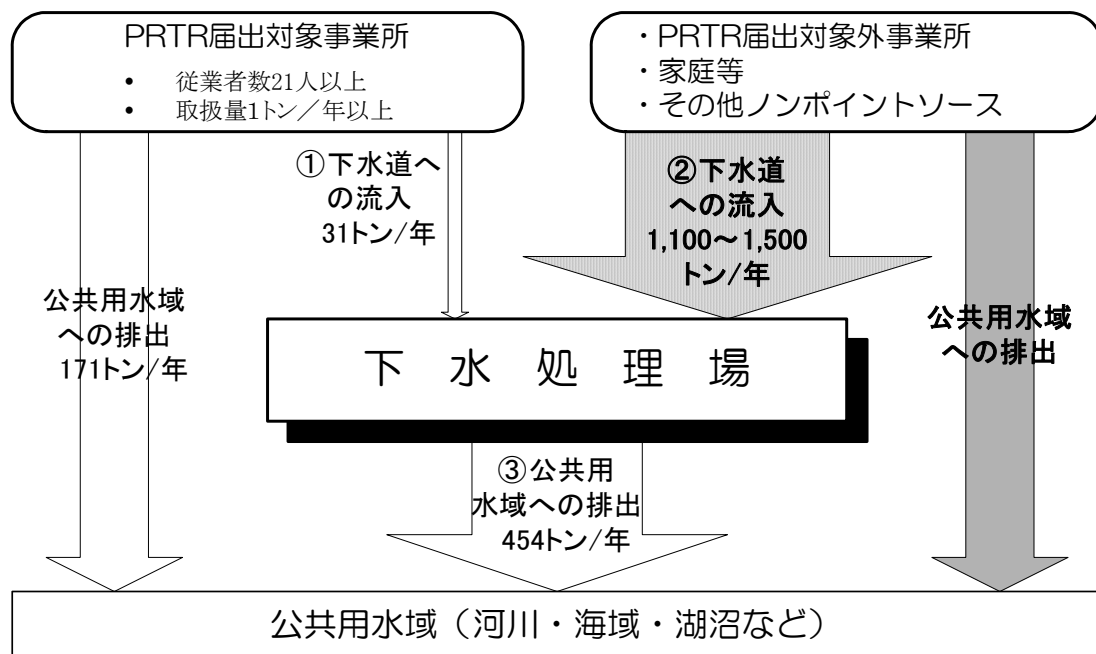 PRTR届出対象事業所
• 従業者数21人以上
• 取扱量1トン／年以上
・PRTR届出対象外事業所
・家庭等
・その他ノンポイントソース
①下水道へ
の流入
31トン/年
②下水道
への流入
1,100～1,500
トン/年
公共用水域
への排出
171トン/年
公共用水域
への排出
下水処理場
③公共用
水域への排出
454トン/年
公共用水域（河川・海域・湖沼など）